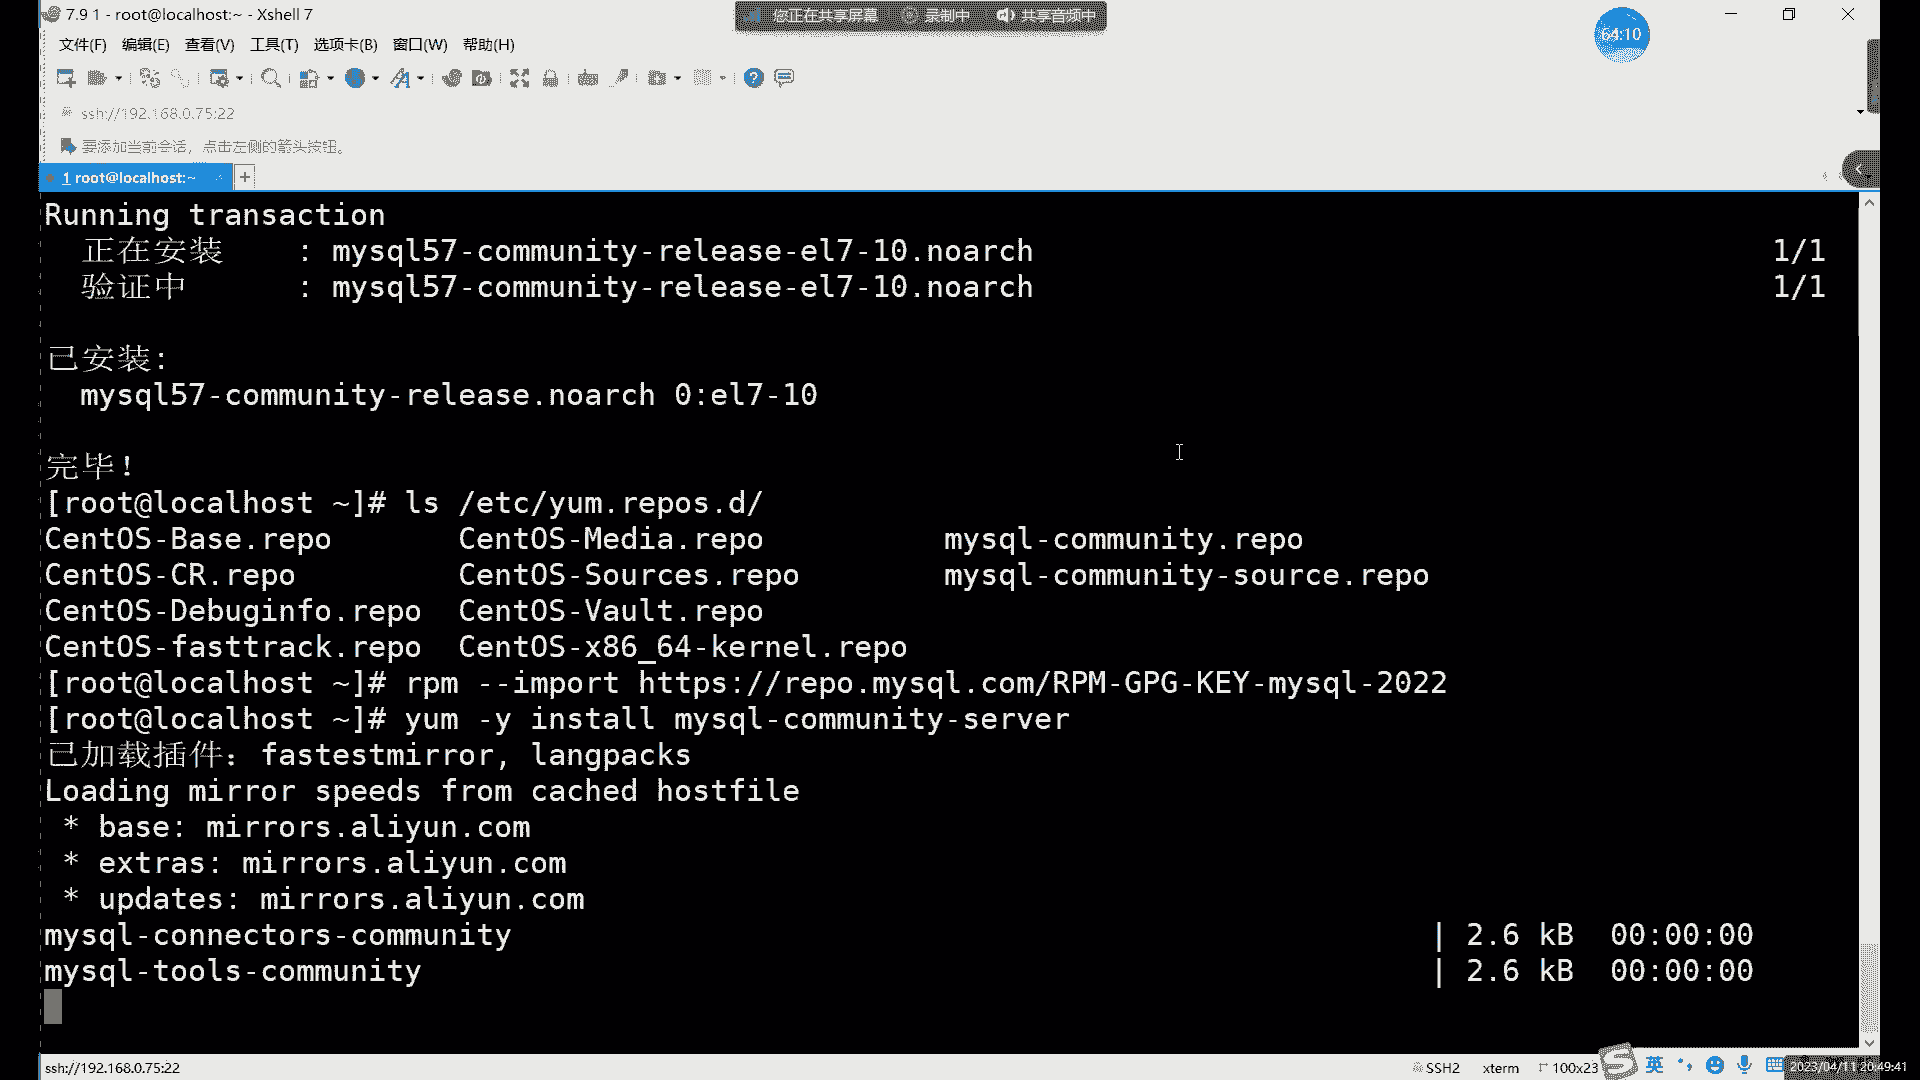 7.9 1 - root@localhost:~ - Xshell 7
您正在共享屏幕 录制中 共享音频中
64:10
文件(F) 编辑(E) 查看(V) 工具(T) 选项卡(B) 窗口(W) 帮助(H)
ssh://192.168.0.75:22
要添加当前会话，点击左侧的箭头按钮。
1 root@localhost:~
Running transaction
正在安装 : mysql57-community-release-el7-10.noarch 1/1
验证中 : mysql57-community-release-el7-10.noarch 1/1
已安装:
mysql57-community-release.noarch 0:el7-10
完毕！
[root@localhost ~]# ls /etc/yum.repos.d/
CentOS-Base.repo CentOS-Media.repo mysql-community.repo
CentOS-CR.repo CentOS-Sources.repo mysql-community-source.repo
CentOS-Debuginfo.repo CentOS-Vault.repo
CentOS-fasttrack.repo CentOS-x86_64-kernel.repo
[root@localhost ~]# rpm --import https://repo.mysql.com/RPM-GPG-KEY-mysql-2022
[root@localhost ~]# yum -y install mysql-community-server
已加载插件：fastestmirror, langpacks
Loading mirror speeds from cached hostfile
* base: mirrors.aliyun.com
* extras: mirrors.aliyun.com
* updates: mirrors.aliyun.com
mysql-connectors-community | 2.6 kB 00:00:00
mysql-tools-community | 2.6 kB 00:00:00
ssh://192.168.0.75:22 SSH2 xterm 100x23 英 2023/04/11 20:49:41